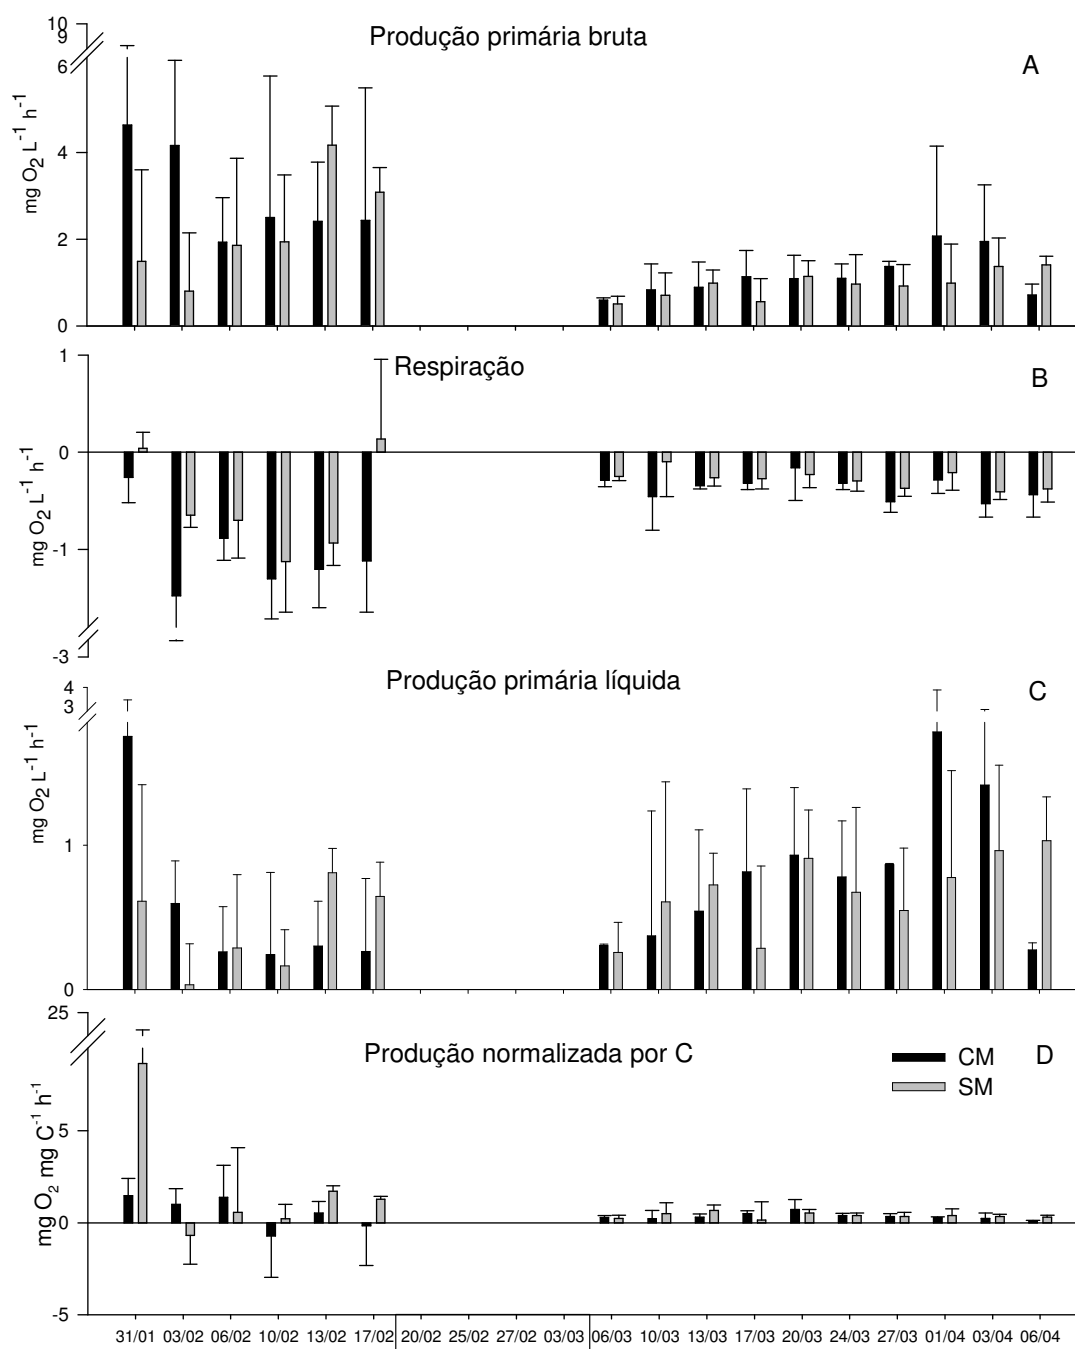 Produção primária bruta
A
10
9
6
4
2
0
mg O2 L-1 h-1
Respiração
B
1
0
-1
-3
mg O2 L-1 h-1
Produção primária líquida
C
4
3
1
0
mg O2 L-1 h-1
Produção normalizada por C
D
CM
SM
25
5
0
-5
mg O2 mg C-1 h-1
31/01 03/02 06/02 10/02 13/02 17/02 20/02 25/02 27/02 03/03 06/03 10/03 13/03 17/03 20/03 24/03 27/03 01/04 03/04 06/04